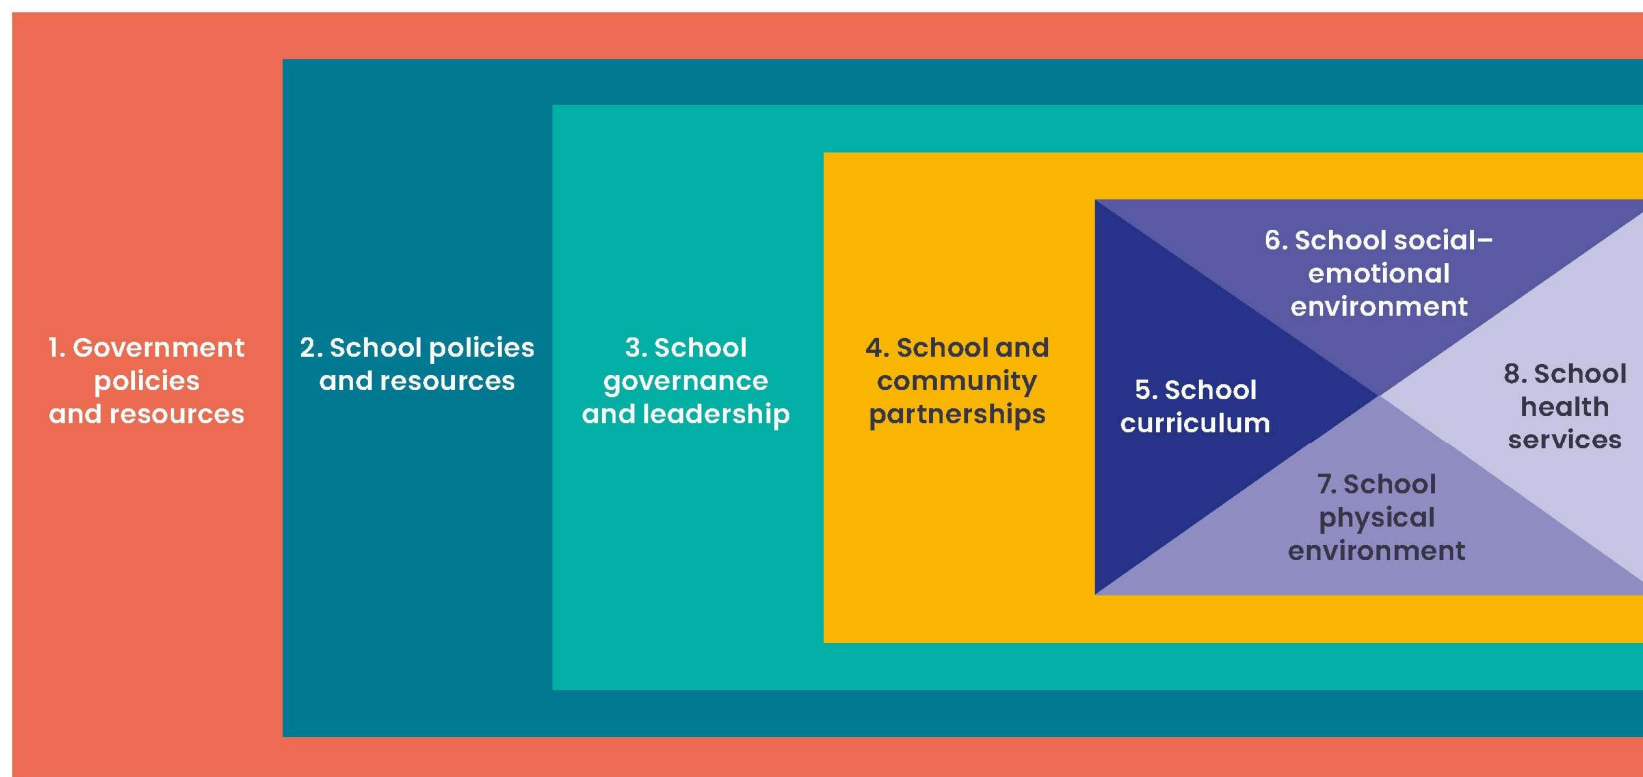 1. Government
policies
and resources
2. School policies
and resources
3. School
governance
and leadership
4. School and
community
partnerships
5. School
curriculum
6. School social–
emotional
environment
7. School
physical
environment
8. School
health
services